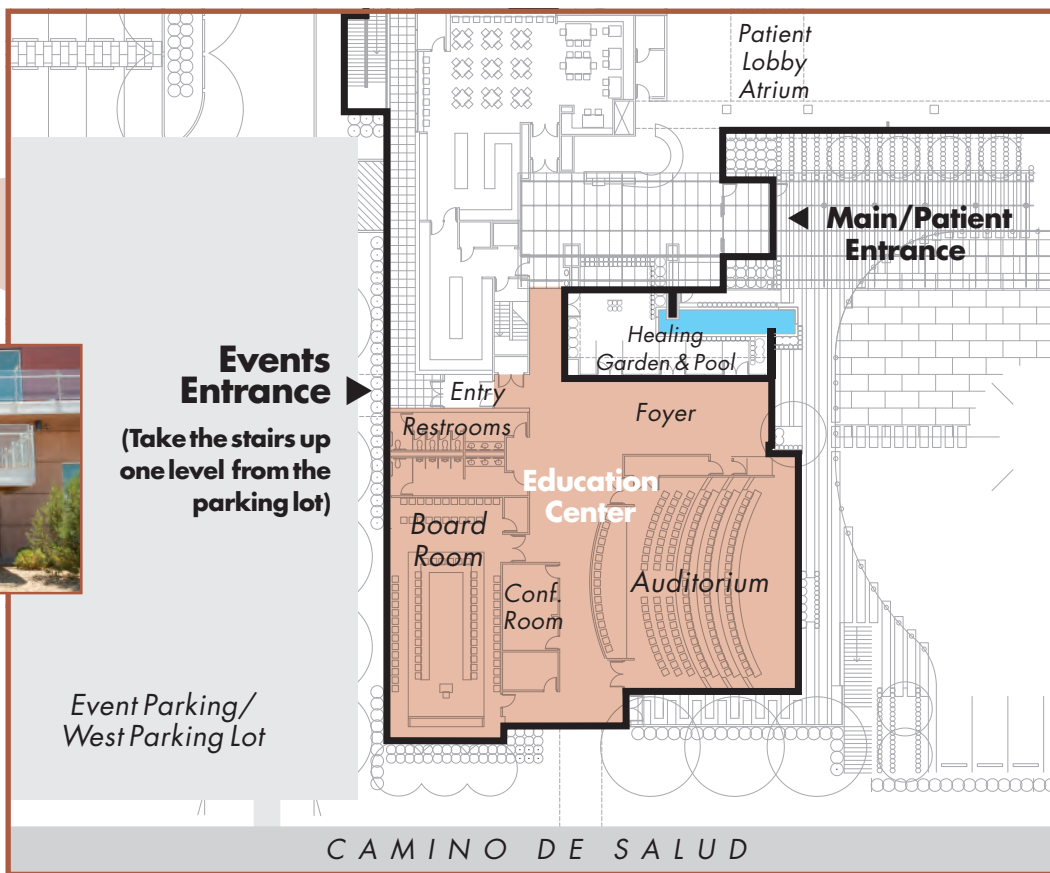 Patient
Lobby
Atrium
Main/Patient
Entrance
Healing
Garden & Pool
Events
Entrance
(Take the stairs up
one level from the
parking lot)
Entry
Foyer
Restrooms
Education
Center
Board
Room
Auditorium
Conf.
Room
Event Parking/
West Parking Lot
CAMINO DE SALUD